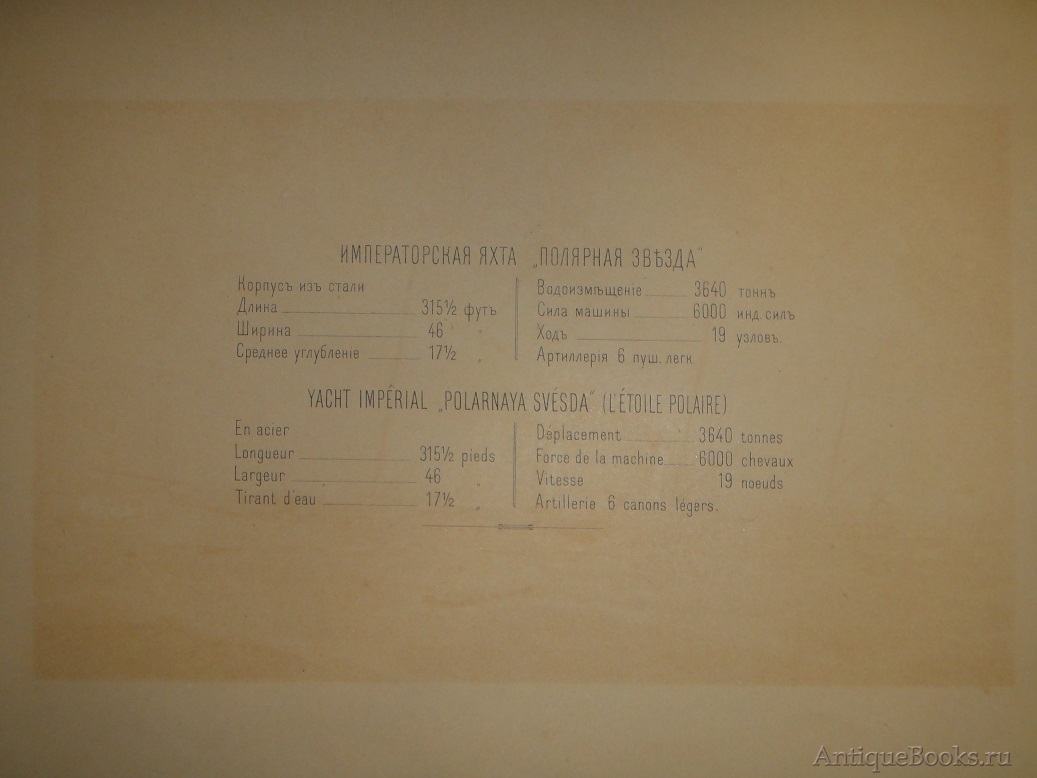 ИМПЕРАТОРСКАЯ ЯХТА „ПОЛЯРНАЯ ЗВѢЗДА"
Корпусъ изъ стали
Длина 315½ футъ
Ширина 46 „
Среднее углубленіе 17½ „
Водоизмѣщеніе 3640 тоннъ
Сила машины 6000 инд. силъ
Ходъ 19 узловъ.
Артиллерія 6 пуш. легк.
YACHT IMPÊRIAL „POLARNAYA SVÉSDA" (L'ÉTOILE POLAIRE)
En acier
Longueur 315½ pieds
Largeur 46 „
Tirant d'eau 17½ „
Déplacement 3640 tonnes
Force de la machine 6000 chevaux
Vitesse 19 noeuds
Artillerie 6 canons légers.
AntiqueBooks.ru